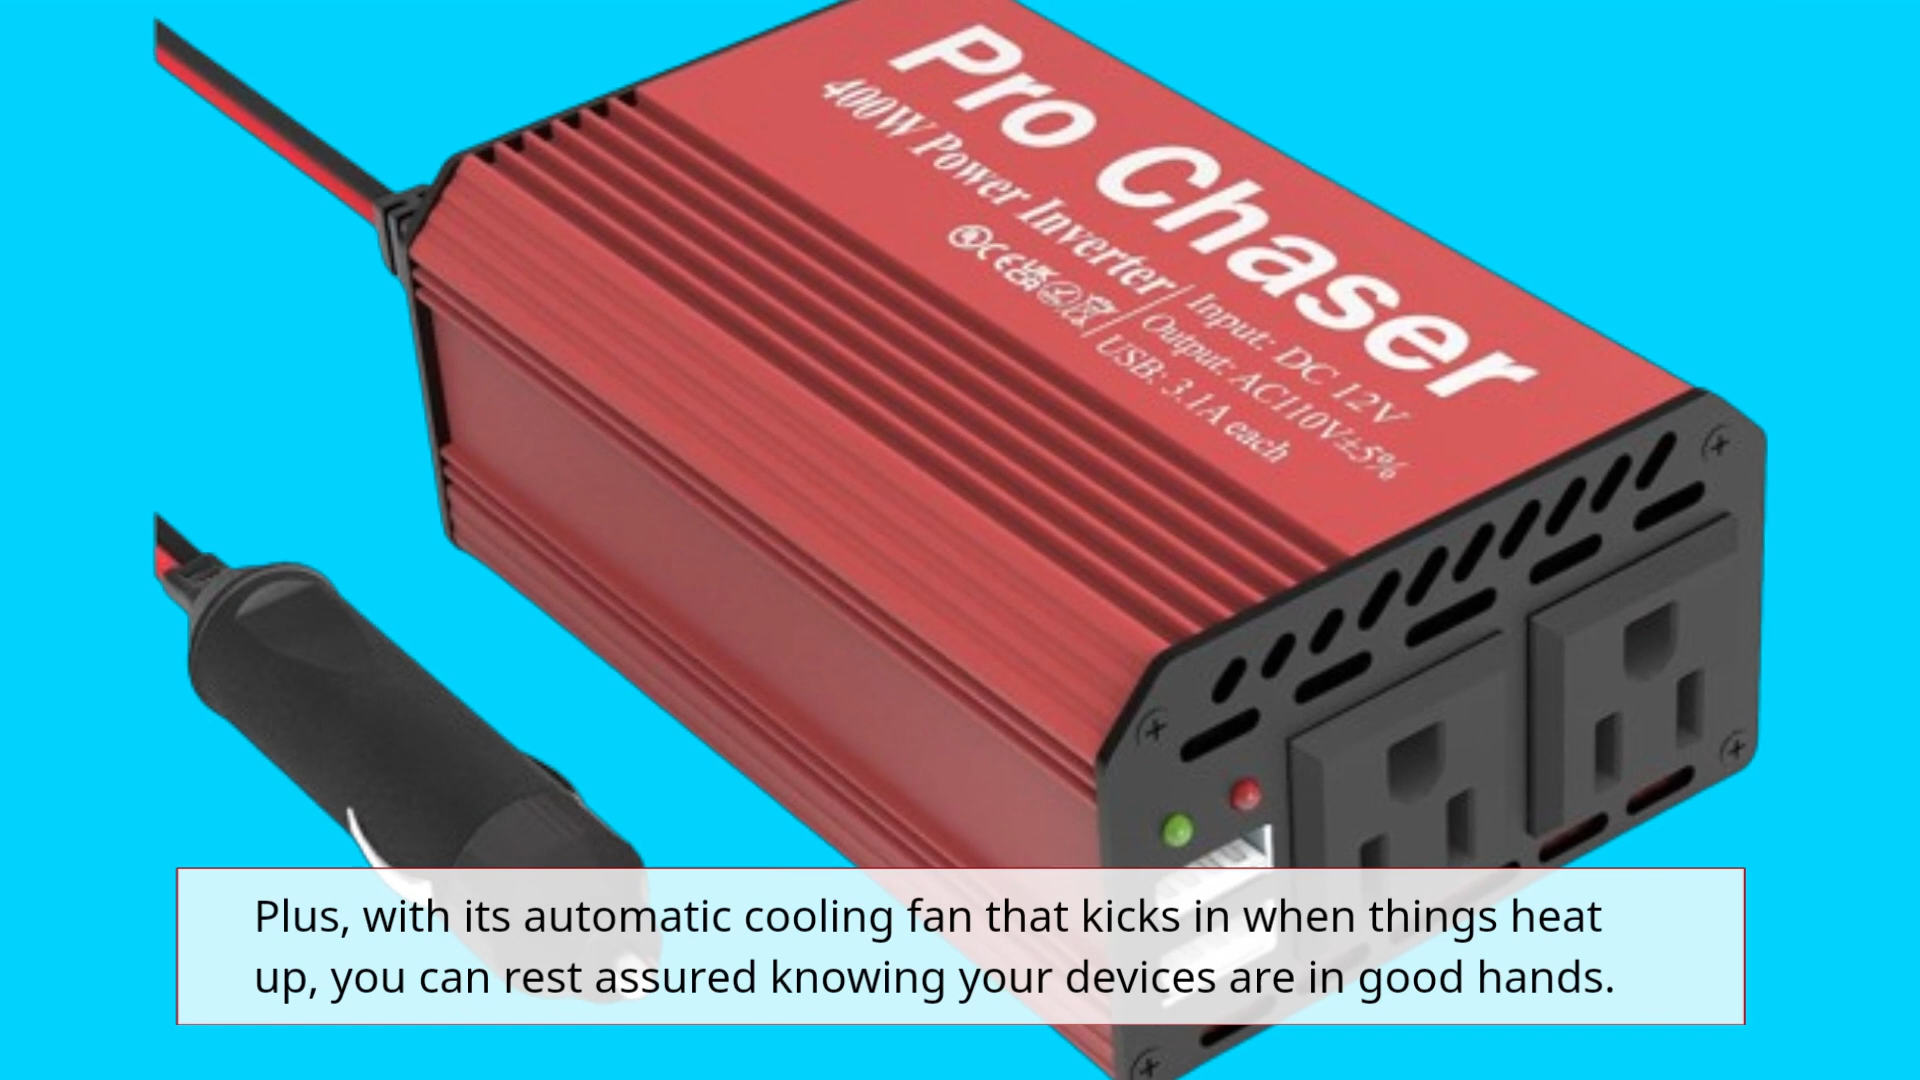 Pro Chaser
400W Power Inverter
Input: DC 12V
Output: AC110V±5%
USB: 3.1A each
Plus, with its automatic cooling fan that kicks in when things heat
up, you can rest assured knowing your devices are in good hands.